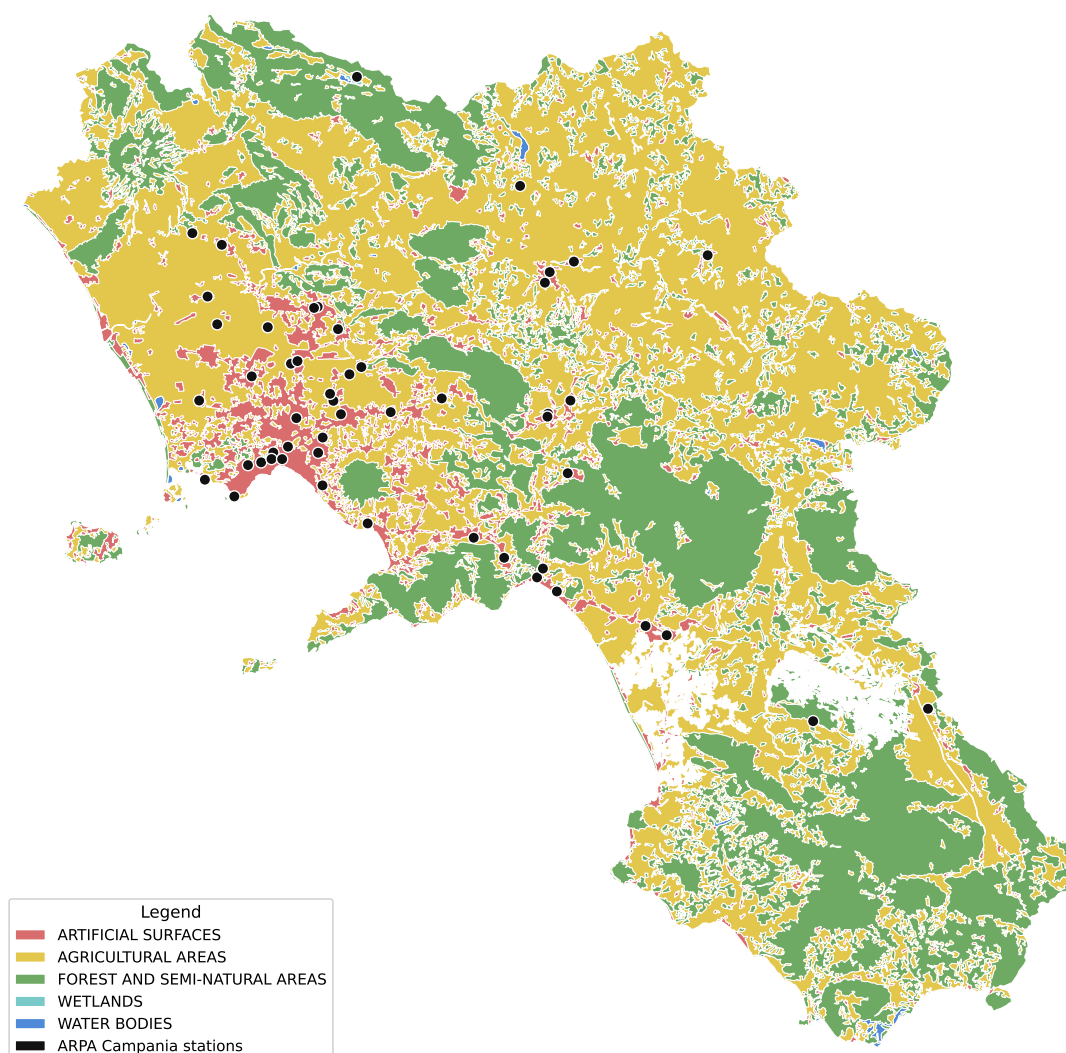 Legend
ARTIFICIAL SURFACES
AGRICULTURAL AREAS
FOREST AND SEMI-NATURAL AREAS
WETLANDS
WATER BODIES
ARPA Campania stations